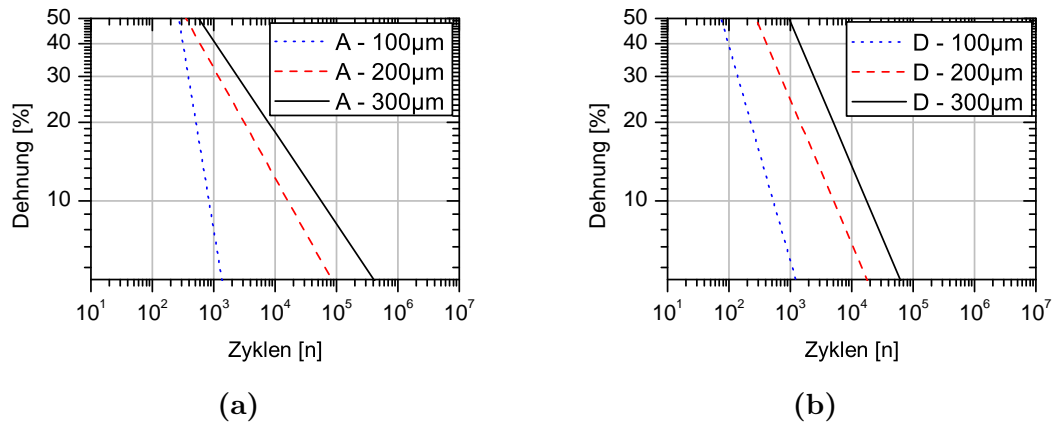 50
40
30
20
10
Dehnung [%]
A - 100µm
A - 200µm
A - 300µm
10¹ 10² 10³ 10⁴ 10⁵ 10⁶ 10⁷
Zyklen [n]
(a)
50
40
30
20
10
Dehnung [%]
D - 100µm
D - 200µm
D - 300µm
10¹ 10² 10³ 10⁴ 10⁵ 10⁶ 10⁷
Zyklen [n]
(b)